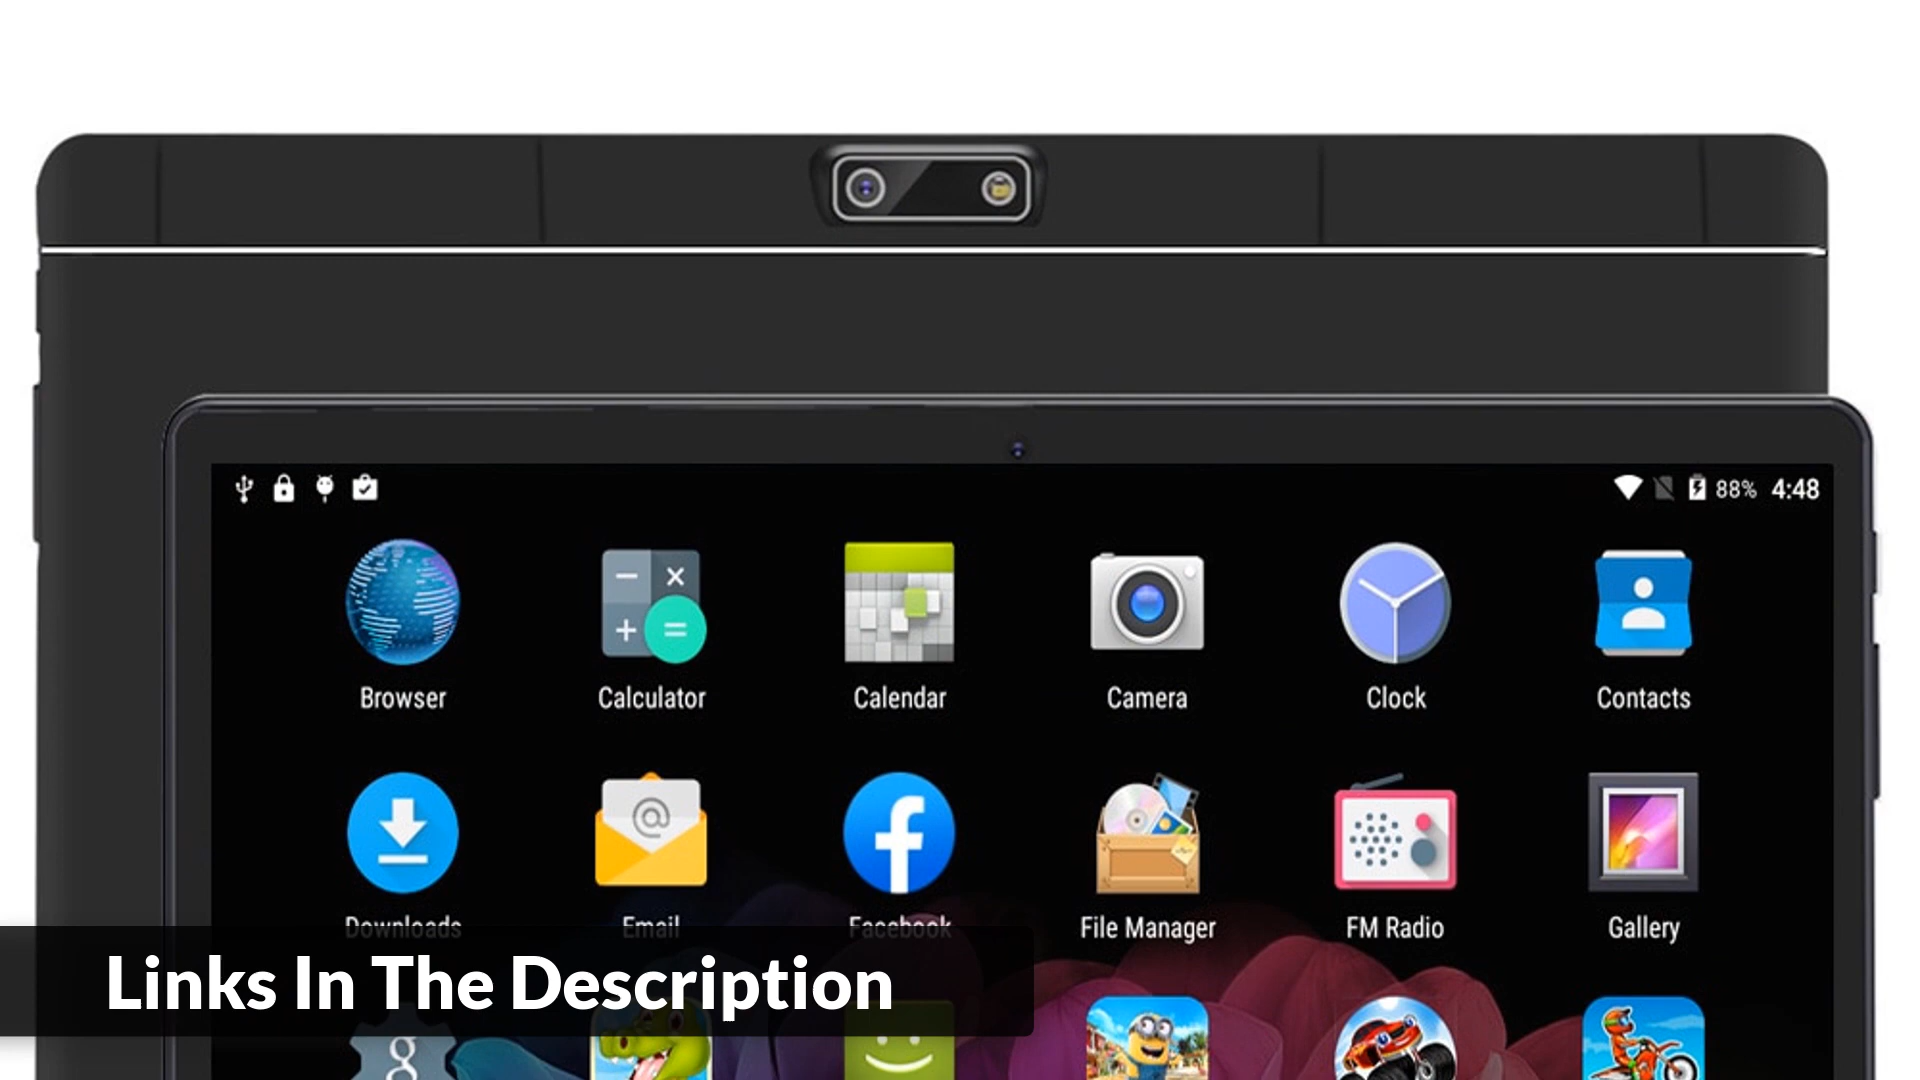 88% 4:48
Browser Calculator Calendar Camera Clock Contacts
Downloads Email Facebook File Manager FM Radio Gallery
Links In The Description